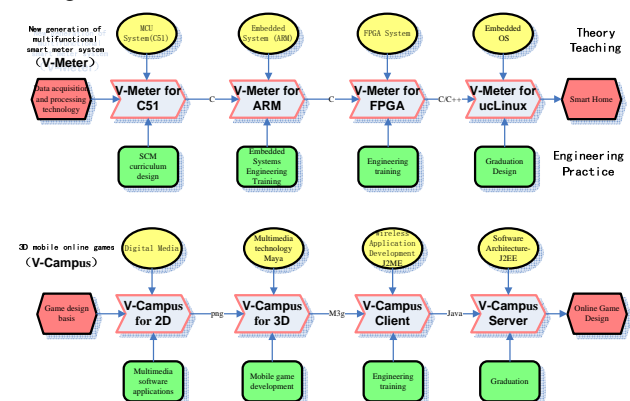 New generation of
multifunctional
smart meter system
(V-Meter)
MCU
System(C51)
Embedded
System (ARM)
FPGA System
Embedded
OS
Theory
Teaching
Data acquisition
and processing
technology
V-Meter for
C51
C
V-Meter for
ARM
C
V-Meter for
FPGA
C/C++
V-Meter for
ucLinux
Smart Home
SCM
curriculum
design
Embedded
Systems
Engineering
Training
Engineering
training
Graduation
Design
Engineering
Practice
3D mobile online games
(V-Campus)
Digital Media
Multimedia
technology
Maya
Wireless
Application
Development
J2ME
Software
Architecture-
J2EE
Game design
basis
V-Campus
for 2D
png
V-Campus
for 3D
M3g
V-Campus
Client
Java
V-Campus
Server
Online Game
Design
Multimedia
software
applications
Mobile game
development
Engineering
training
Graduation